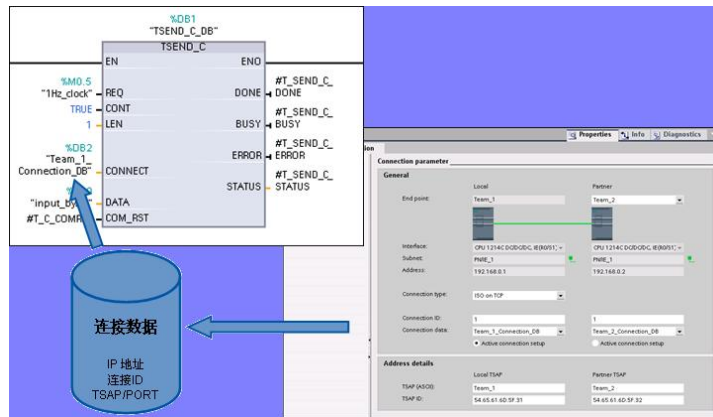 %DB1
"TSEND_C_DB"
TSEND_C
EN ENO
%M0.5
"1Hz_clock" REQ
TRUE CONT
1 LEN
%DB2
"Team_1_
Connection_DB" CONNECT
DATA
COM_RST
#T_SEND_C_
DONE DONE
#T_SEND_C_
BUSY BUSY
#T_SEND_C_
ERROR ERROR
#T_SEND_C_
STATUS STATUS
连接数据
IP 地址
连接ID
TSAP/PORT
Properties Info Diagnostics
Connection parameter
General
Local Partner
End point: Team_1 Team_2
Interface: CPU 1214C DC/DC/DC, IE(R0/S1) CPU 1214C DC/DC/DC, IE(R0/S1)
Subnet: PN/IE_1 PN/IE_1
Address: 192.168.0.1 192.168.0.2
Connection type: ISO-on-TCP
Connection ID: 1 1
Connection data: Team_1_Connection_DB Team_2_Connection_DB
Active connection setup Active connection setup
Address details
Local TSAP Partner TSAP
TSAP (ASCII): Team_1 Team_2
TSAP ID: 54.65.61.6D.5F.31 54.65.61.6D.5F.32